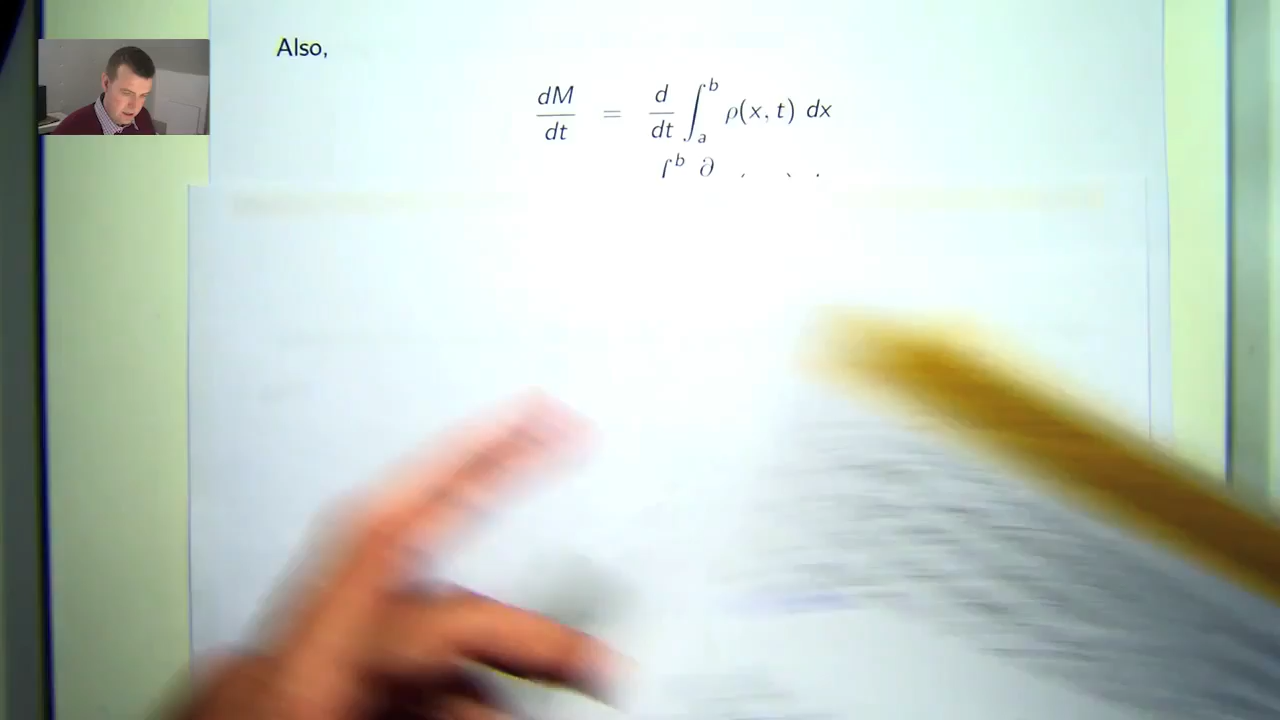 Also,
dM/dt = d/dt ∫_a^b ρ(x, t) dx
∫^b ∂